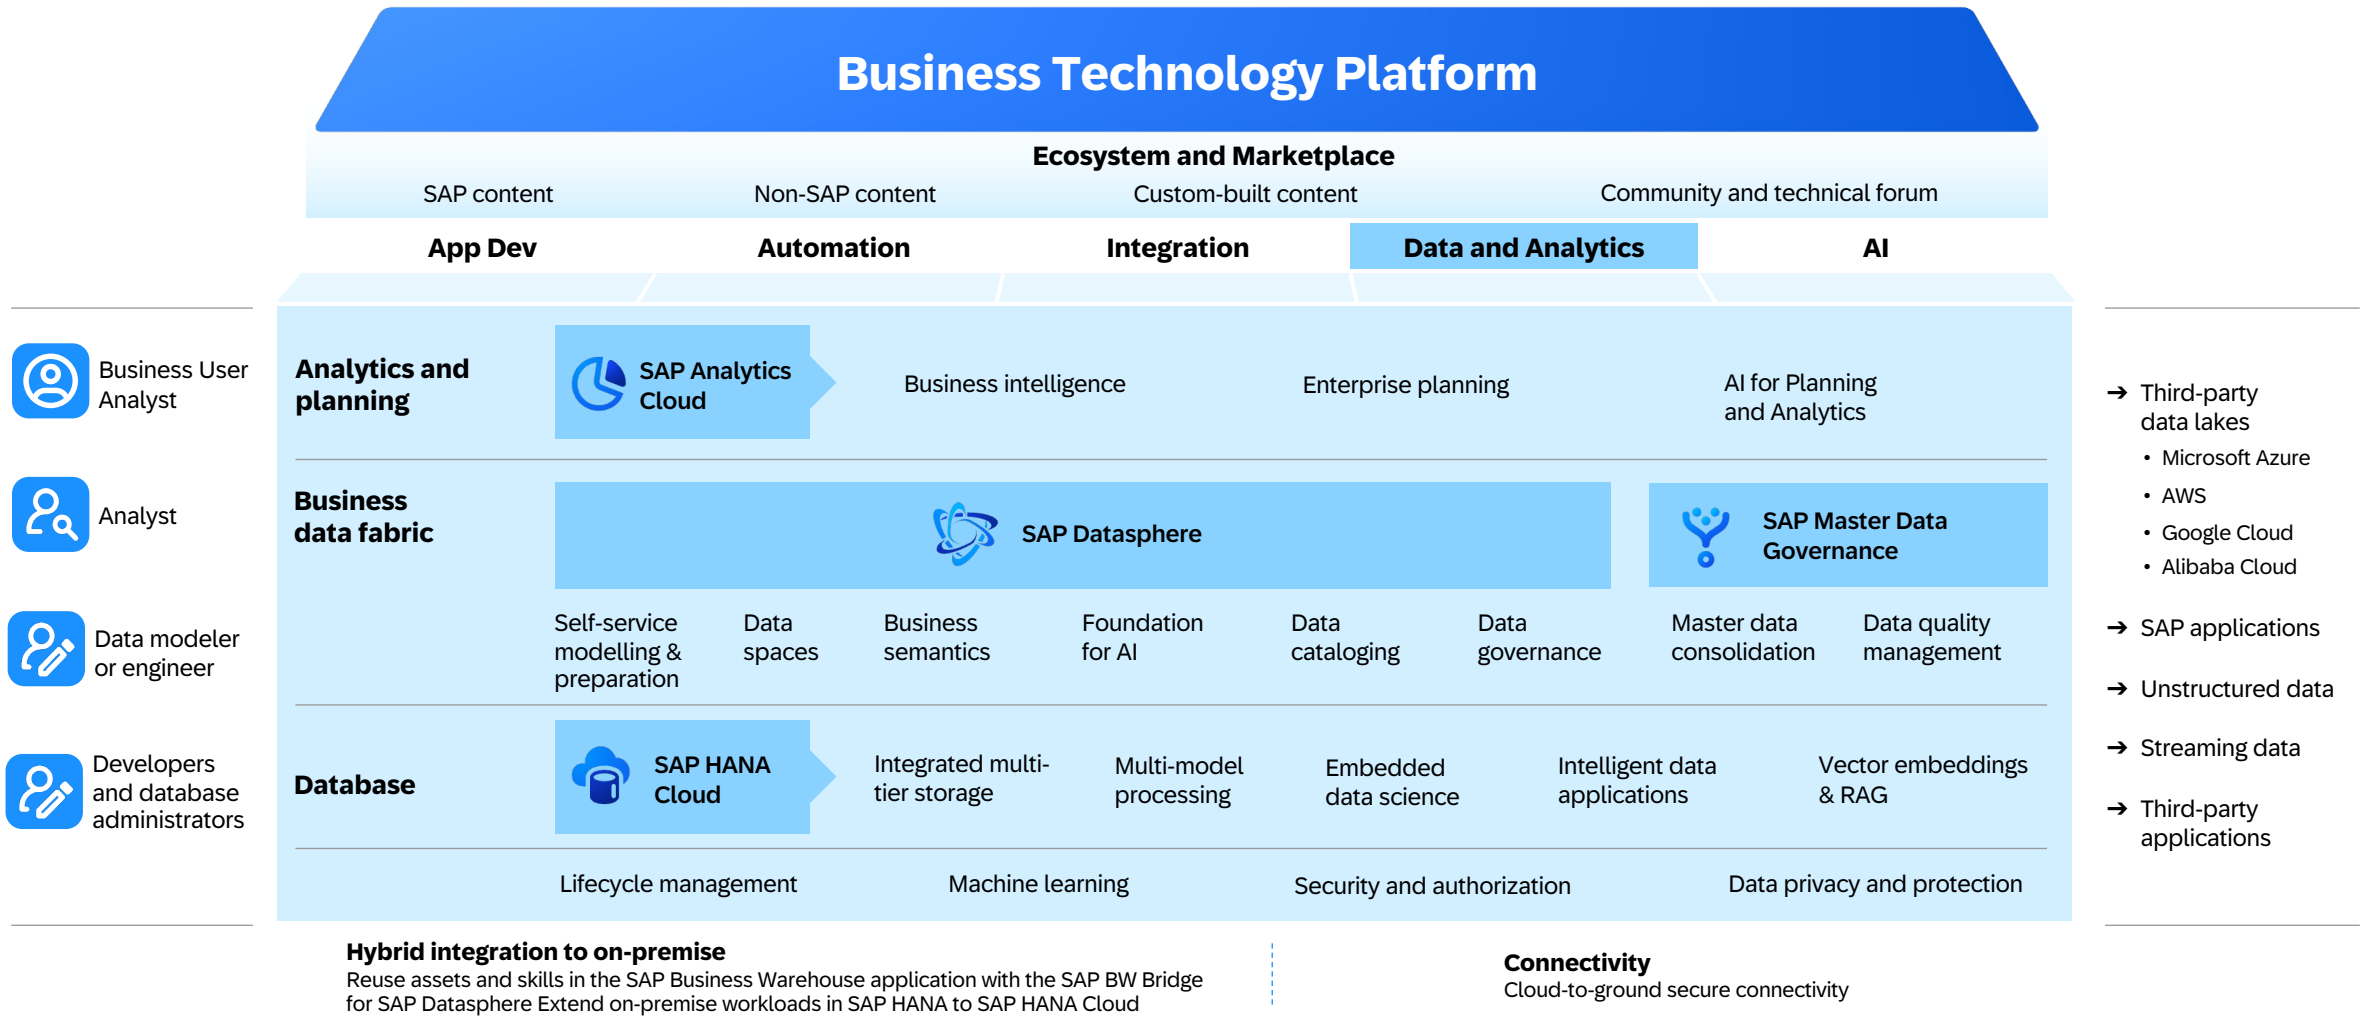 Business Technology Platform
Ecosystem and Marketplace
SAP content
Non-SAP content
Custom-built content
Community and technical forum
App Dev
Automation
Integration
Data and Analytics
AI
Business User
Analyst
Analyst
Data modeler
or engineer
Developers
and database
administrators
Analytics and
planning
SAP Analytics
Cloud
Business intelligence
Enterprise planning
AI for Planning
and Analytics
Business
data fabric
SAP Datasphere
SAP Master Data
Governance
Self-service
modelling &
preparation
Data
spaces
Business
semantics
Foundation
for AI
Data
cataloging
Data
governance
Master data
consolidation
Data quality
management
Database
SAP HANA
Cloud
Integrated multi-
tier storage
Multi-model
processing
Embedded
data science
Intelligent data
applications
Vector embeddings
& RAG
Lifecycle management
Machine learning
Security and authorization
Data privacy and protection
➔ Third-party
data lakes
• Microsoft Azure
• AWS
• Google Cloud
• Alibaba Cloud
➔ SAP applications
➔ Unstructured data
➔ Streaming data
➔ Third-party
applications
Hybrid integration to on-premise
Reuse assets and skills in the SAP Business Warehouse application with the SAP BW Bridge
for SAP Datasphere Extend on-premise workloads in SAP HANA to SAP HANA Cloud
Connectivity
Cloud-to-ground secure connectivity